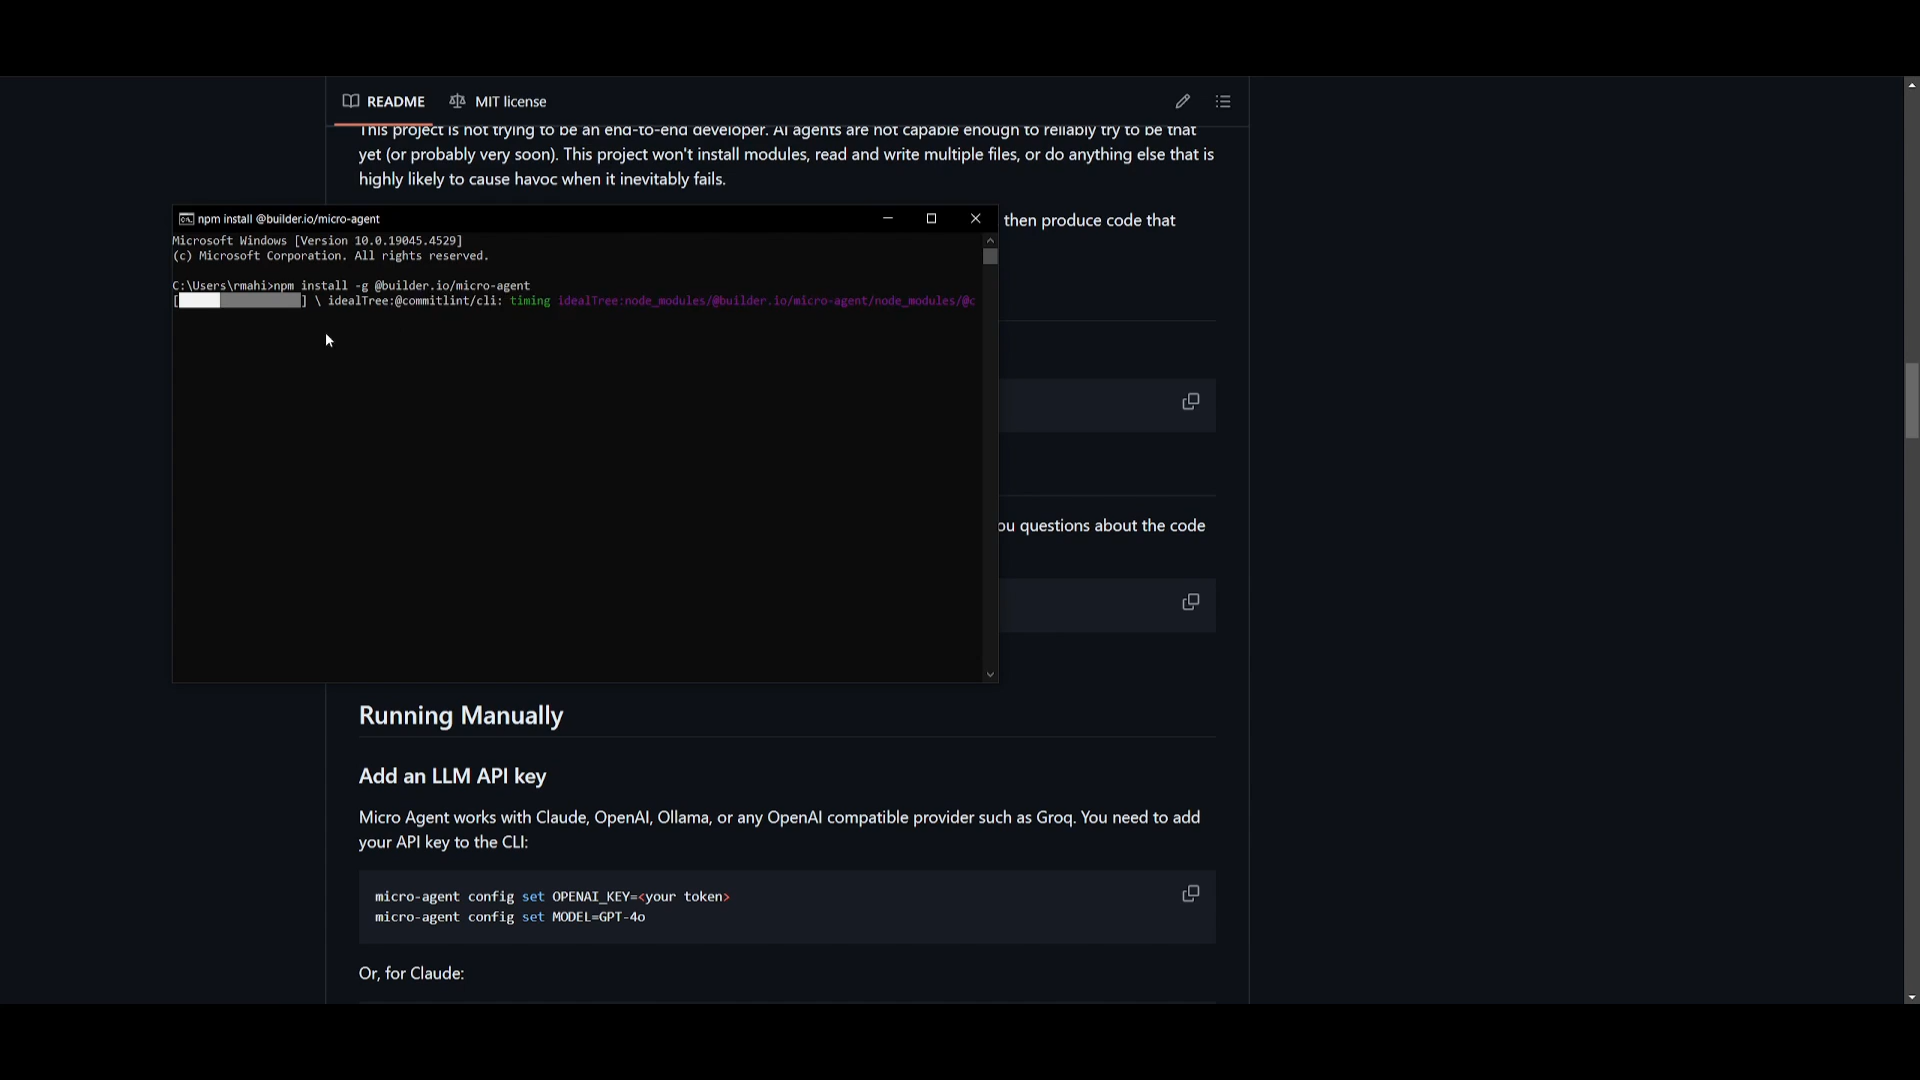 README MIT license
This project is not trying to be an end-to-end developer. AI agents are not capable enough to reliably try to be that
yet (or probably very soon). This project won't install modules, read and write multiple files, or do anything else that is
highly likely to cause havoc when it inevitably fails.
then produce code that
npm install @builder.io/micro-agent
Microsoft Windows [Version 10.0.19045.4529]
(c) Microsoft Corporation. All rights reserved.
C:\Users\rmahi>npm install -g @builder.io/micro-agent
[ ] \ idealTree:@commitlint/cli: timing idealTree:node_modules/@builder.io/micro-agent/node_modules/@c
ou questions about the code
Running Manually
Add an LLM API key
Micro Agent works with Claude, OpenAI, Ollama, or any OpenAI compatible provider such as Groq. You need to add
your API key to the CLI:
micro-agent config set OPENAI_KEY=<your token>
micro-agent config set MODEL=GPT-4o
Or, for Claude: